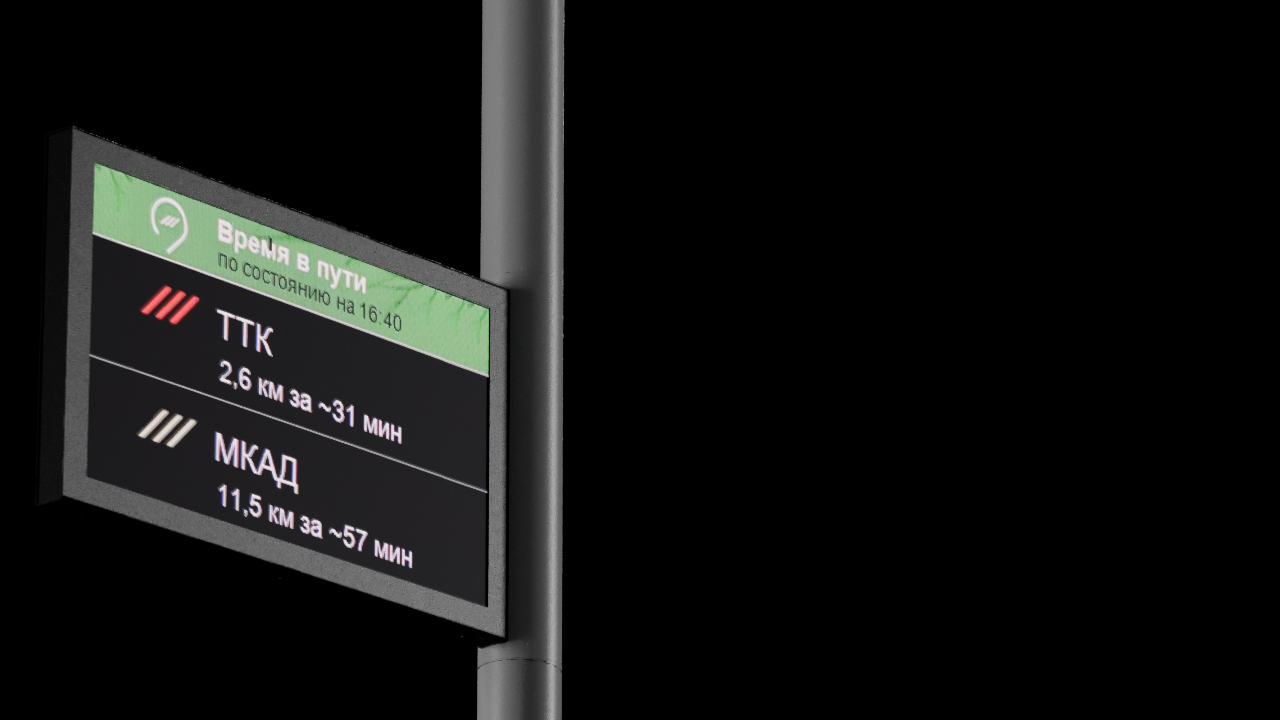 Время в пути
по состоянию на 16:40
ТТК
2,6 км за ~31 мин
МКАД
11,5 км за ~57 мин